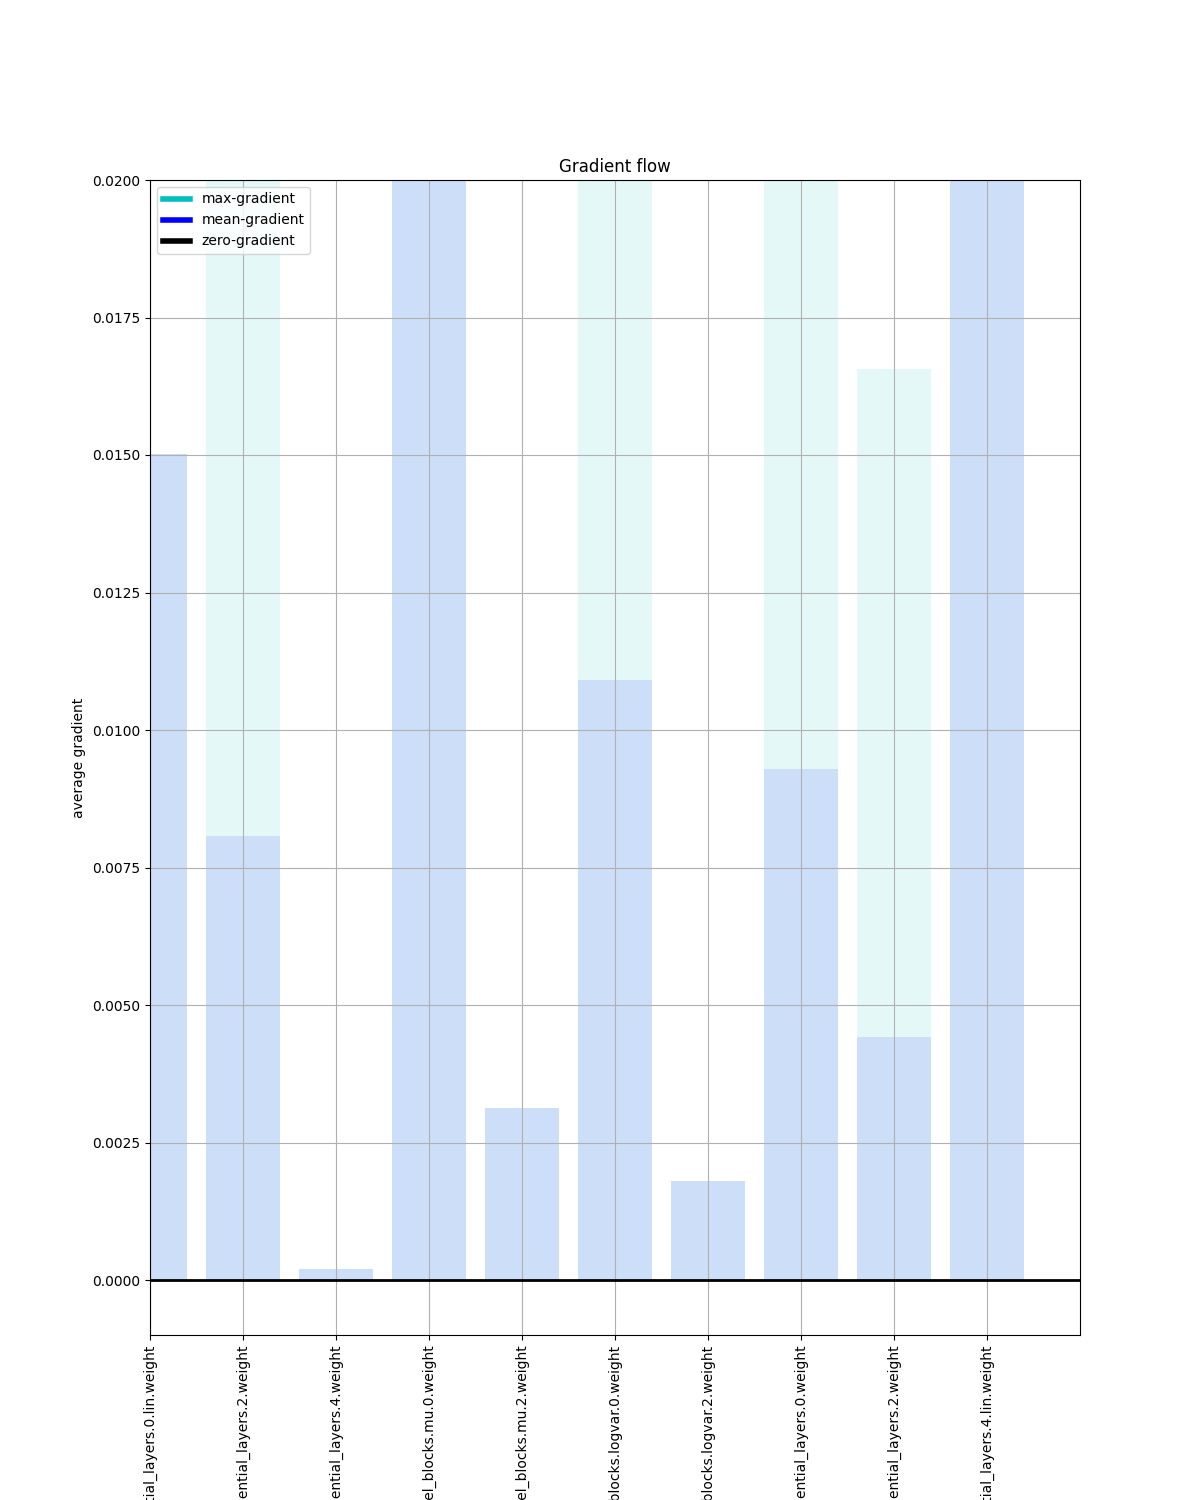 Gradient flow
max-gradient
mean-gradient
zero-gradient
0.0200
0.0175
0.0150
0.0125
0.0100
0.0075
0.0050
0.0025
0.0000
average gradient
tial_layers.0.lin.weight
ential_layers.2.weight
ential_layers.4.weight
el_blocks.mu.0.weight
el_blocks.mu.2.weight
blocks.logvar.0.weight
blocks.logvar.2.weight
ential_layers.0.weight
ential_layers.2.weight
tial_layers.4.lin.weight